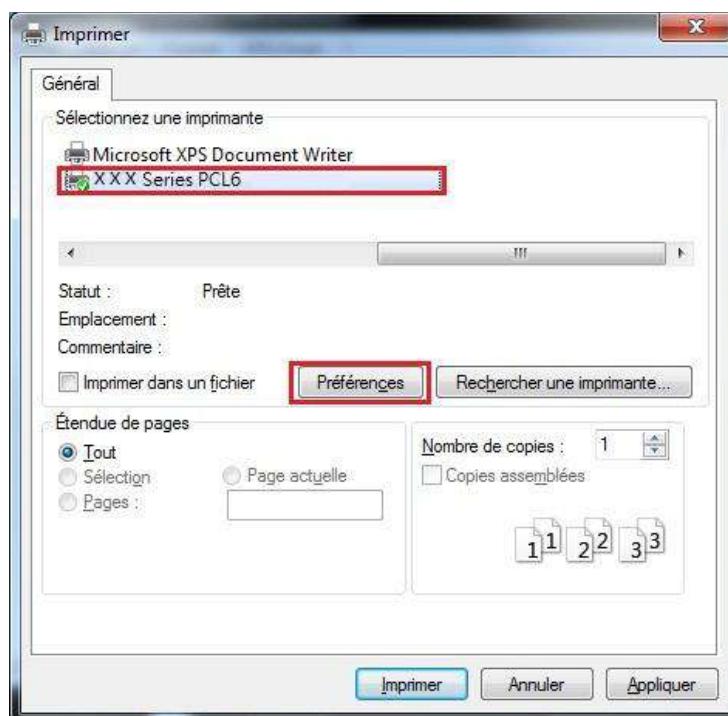 Imprimer
Général
Sélectionnez une imprimante
Microsoft XPS Document Writer
X X X Series PCL6
Statut : Prête
Emplacement :
Commentaire :
Imprimer dans un fichier Préférences Rechercher une imprimante...
Étendue de pages
Tout
Sélection Page actuelle
Pages :
Nombre de copies : 1
Copies assemblées
1 1 2 2 3 3
Imprimer Annuler Appliquer